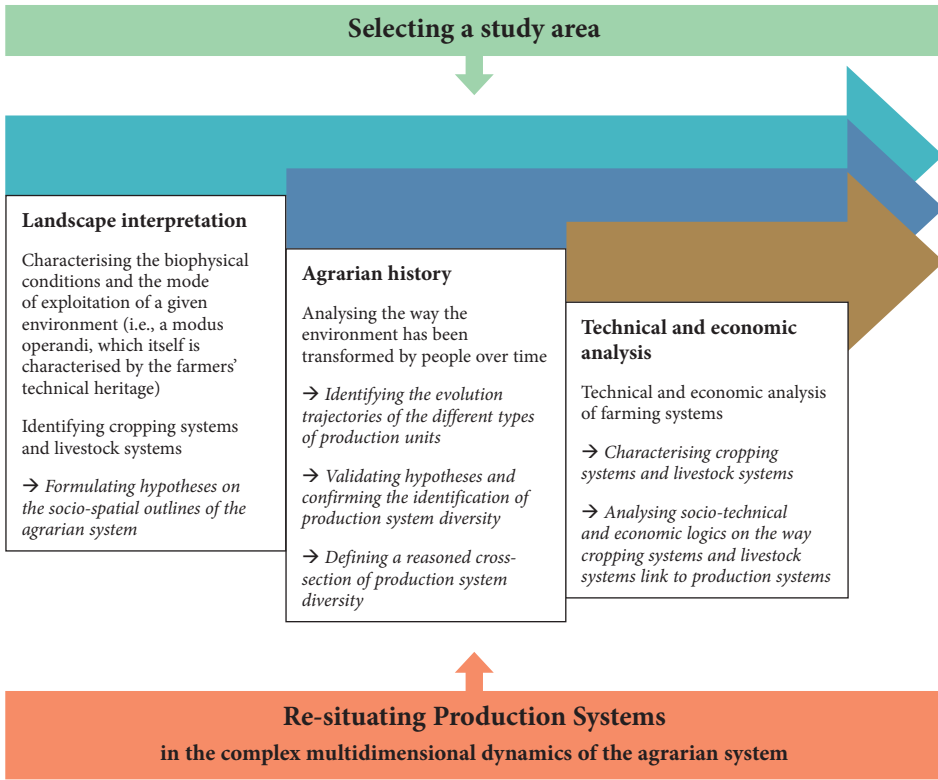 Selecting a study area
Landscape interpretation
Characterising the biophysical
conditions and the mode
of exploitation of a given
environment (i.e., a modus
operandi, which itself is
characterised by the farmers'
technical heritage)
Identifying cropping systems
and livestock systems
→ Formulating hypotheses on
the socio-spatial outlines of the
agrarian system
Agrarian history
Analysing the way the
environment has been
transformed by people over time
→ Identifying the evolution
trajectories of the different types
of production units
→ Validating hypotheses and
confirming the identification of
production system diversity
→ Defining a reasoned cross-
section of production system
diversity
Technical and economic
analysis
Technical and economic analysis
of farming systems
→ Characterising cropping
systems and livestock systems
→ Analysing socio-technical
and economic logics on the way
cropping systems and livestock
systems link to production systems
Re-situating Production Systems
in the complex multidimensional dynamics of the agrarian system